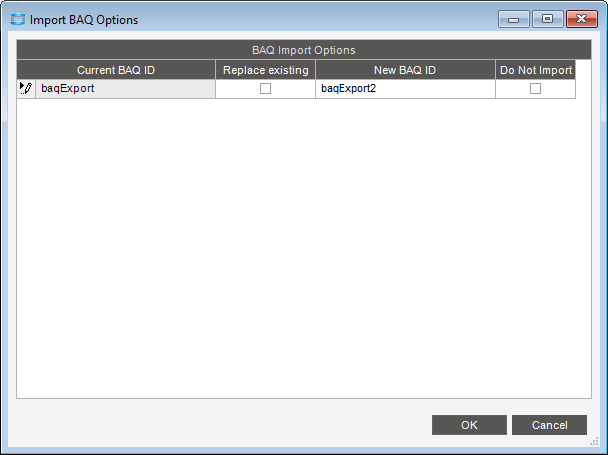 Import BAQ Options
BAQ Import Options
Current BAQ ID Replace existing New BAQ ID Do Not Import
baqExport baqExport2
OK Cancel